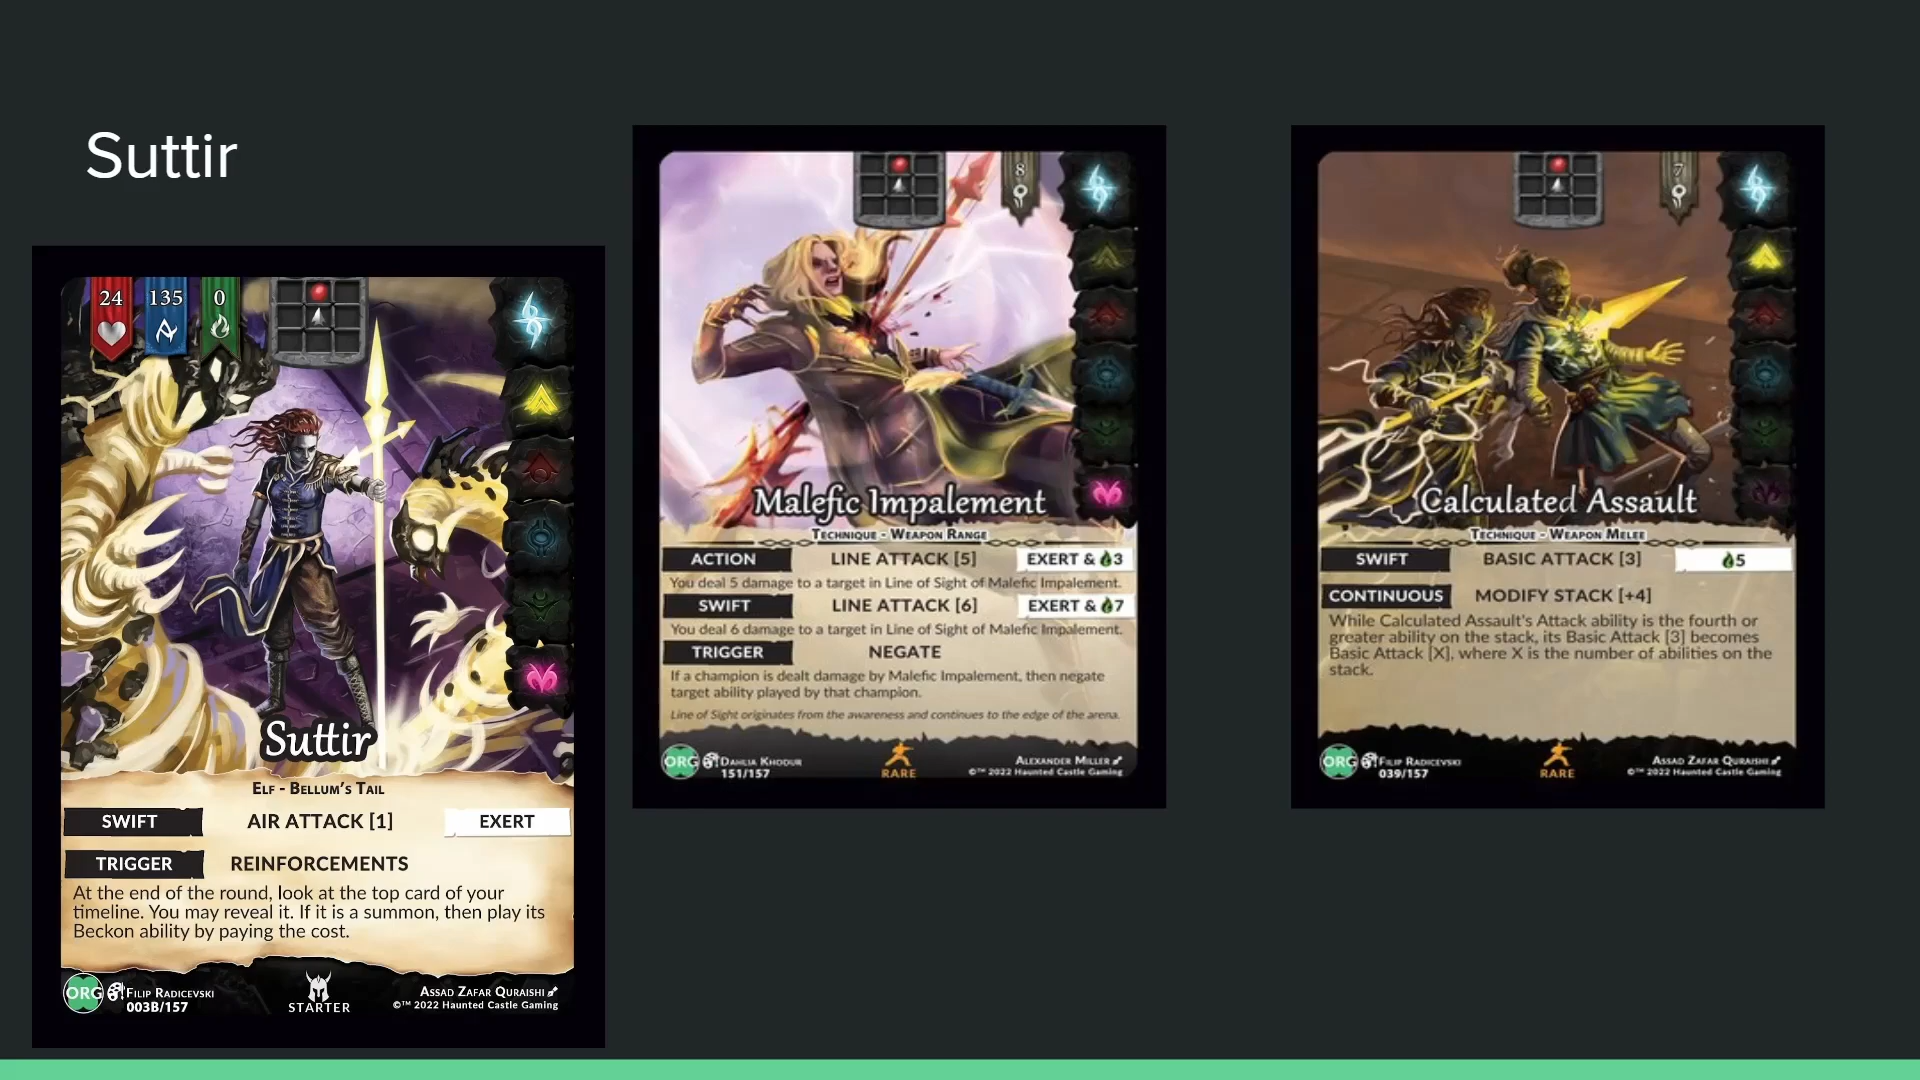 Suttir
24 135 0
Suttir
Elf - Bellum's Tail
SWIFT AIR ATTACK [1] EXERT
TRIGGER REINFORCEMENTS
At the end of the round, look at the top card of your
timeline. You may reveal it. If it is a summon, then play its
Beckon ability by paying the cost.
ORG Filip Radicevski
003B/157
STARTER
Assad Zafar Quraishi
©™ 2022 Haunted Castle Gaming
8
Malefic Impalement
Technique - Weapon Range
ACTION LINE ATTACK [5] EXERT & 3
You deal 5 damage to a target in Line of Sight of Malefic Impalement.
SWIFT LINE ATTACK [6] EXERT & 7
You deal 6 damage to a target in Line of Sight of Malefic Impalement.
TRIGGER NEGATE
If a champion is dealt damage by Malefic Impalement, then negate
target ability played by that champion.
Line of Sight originates from the awareness and continues to the edge of the arena.
ORG Dahlia Khodur
151/157
RARE
Alexander Miller
©™ 2022 Haunted Castle Gaming
7
Calculated Assault
Technique - Weapon Melee
SWIFT BASIC ATTACK [3] 5
CONTINUOUS MODIFY STACK [+4]
While Calculated Assault's Attack ability is the fourth or
greater ability on the stack, its Basic Attack [3] becomes
Basic Attack [X], where X is the number of abilities on the
stack.
ORG Filip Radicevski
039/157
RARE
Assad Zafar Quraishi
©™ 2022 Haunted Castle Gaming